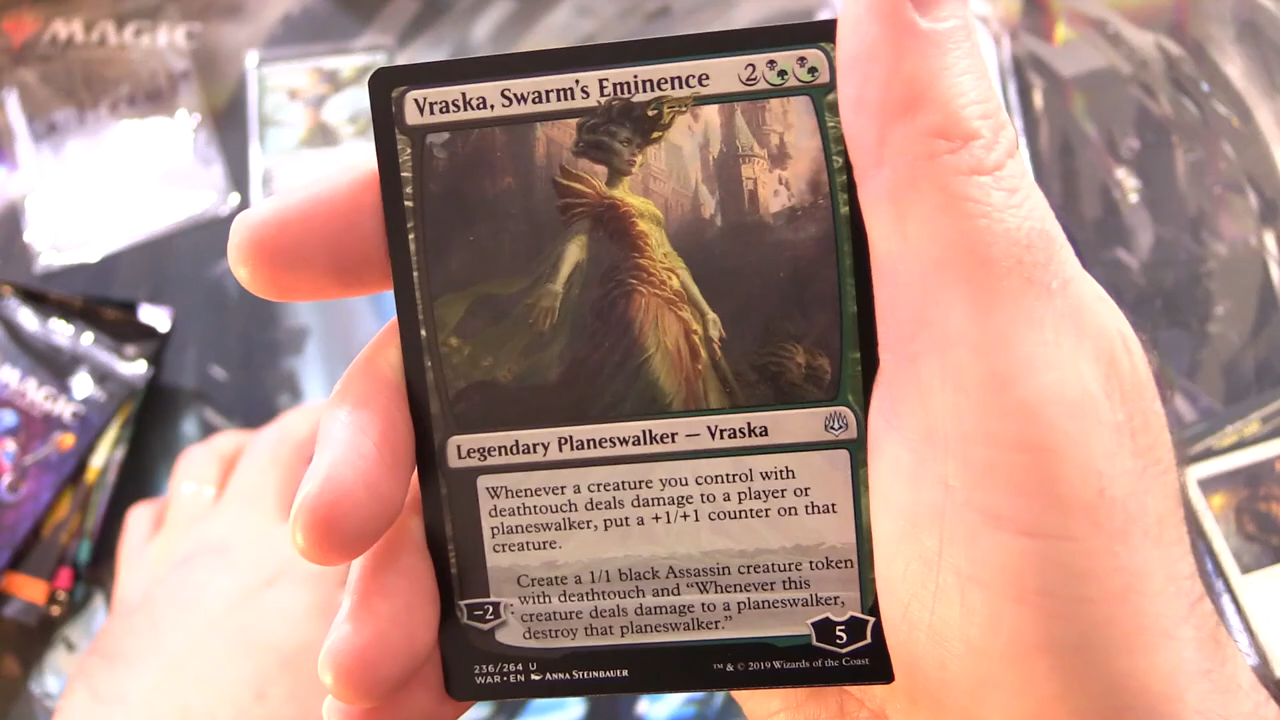 MAGIC
Vraska, Swarm's Eminence 2
Legendary Planeswalker — Vraska
Whenever a creature you control with
deathtouch deals damage to a player or
planeswalker, put a +1/+1 counter on that
creature.
Create a 1/1 black Assassin creature token
with deathtouch and "Whenever this
-2: creature deals damage to a planeswalker,
destroy that planeswalker."
5
236/264 U
WAR • EN Anna Steinbauer
™ & © 2019 Wizards of the Coast
MAGIC